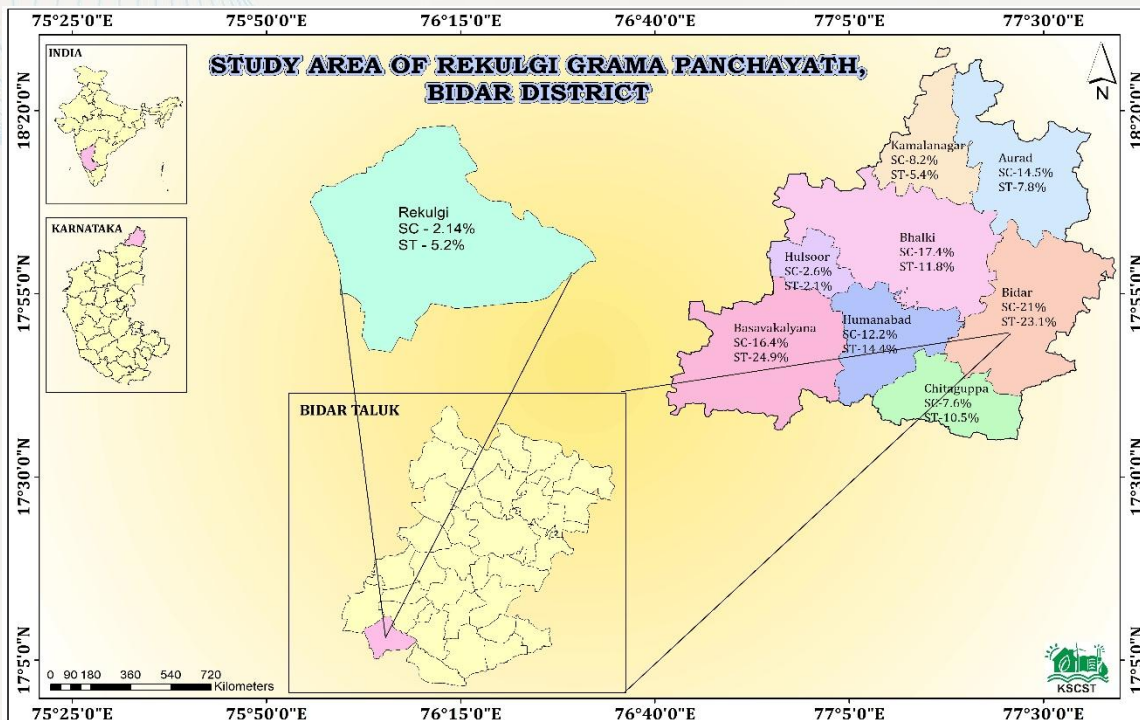 75°25'0"E 75°50'0"E 76°15'0"E 76°40'0"E 77°5'0"E 77°30'0"E
INDIA
STUDY AREA OF REKULGI GRAMA PANCHAYATH,
BIDAR DISTRICT
N
18°20'0"N 18°20'0"N
Kamalanagar
SC-8.2%
ST-5.4%
Aurad
SC-14.5%
ST-7.8%
Rekulgi
SC - 2.14%
ST - 5.2%
KARNATAKA
Bhalki
SC-17.4%
ST-11.8%
Hulsoor
SC-2.6%
ST-2.1%
17°55'0"N 17°55'0"N
Bidar
SC-21%
ST-23.1%
Basavakalyana
SC-16.4%
ST-24.9%
Humanabad
SC-12.2%
ST-14.4%
Chitaguppa
SC-7.6%
ST-10.5%
BIDAR TALUK
17°30'0"N 17°30'0"N
17°5'0"N 17°5'0"N
0 90 180 360 540 720
Kilometers
KSCST
75°25'0"E 75°50'0"E 76°15'0"E 76°40'0"E 77°5'0"E 77°30'0"E